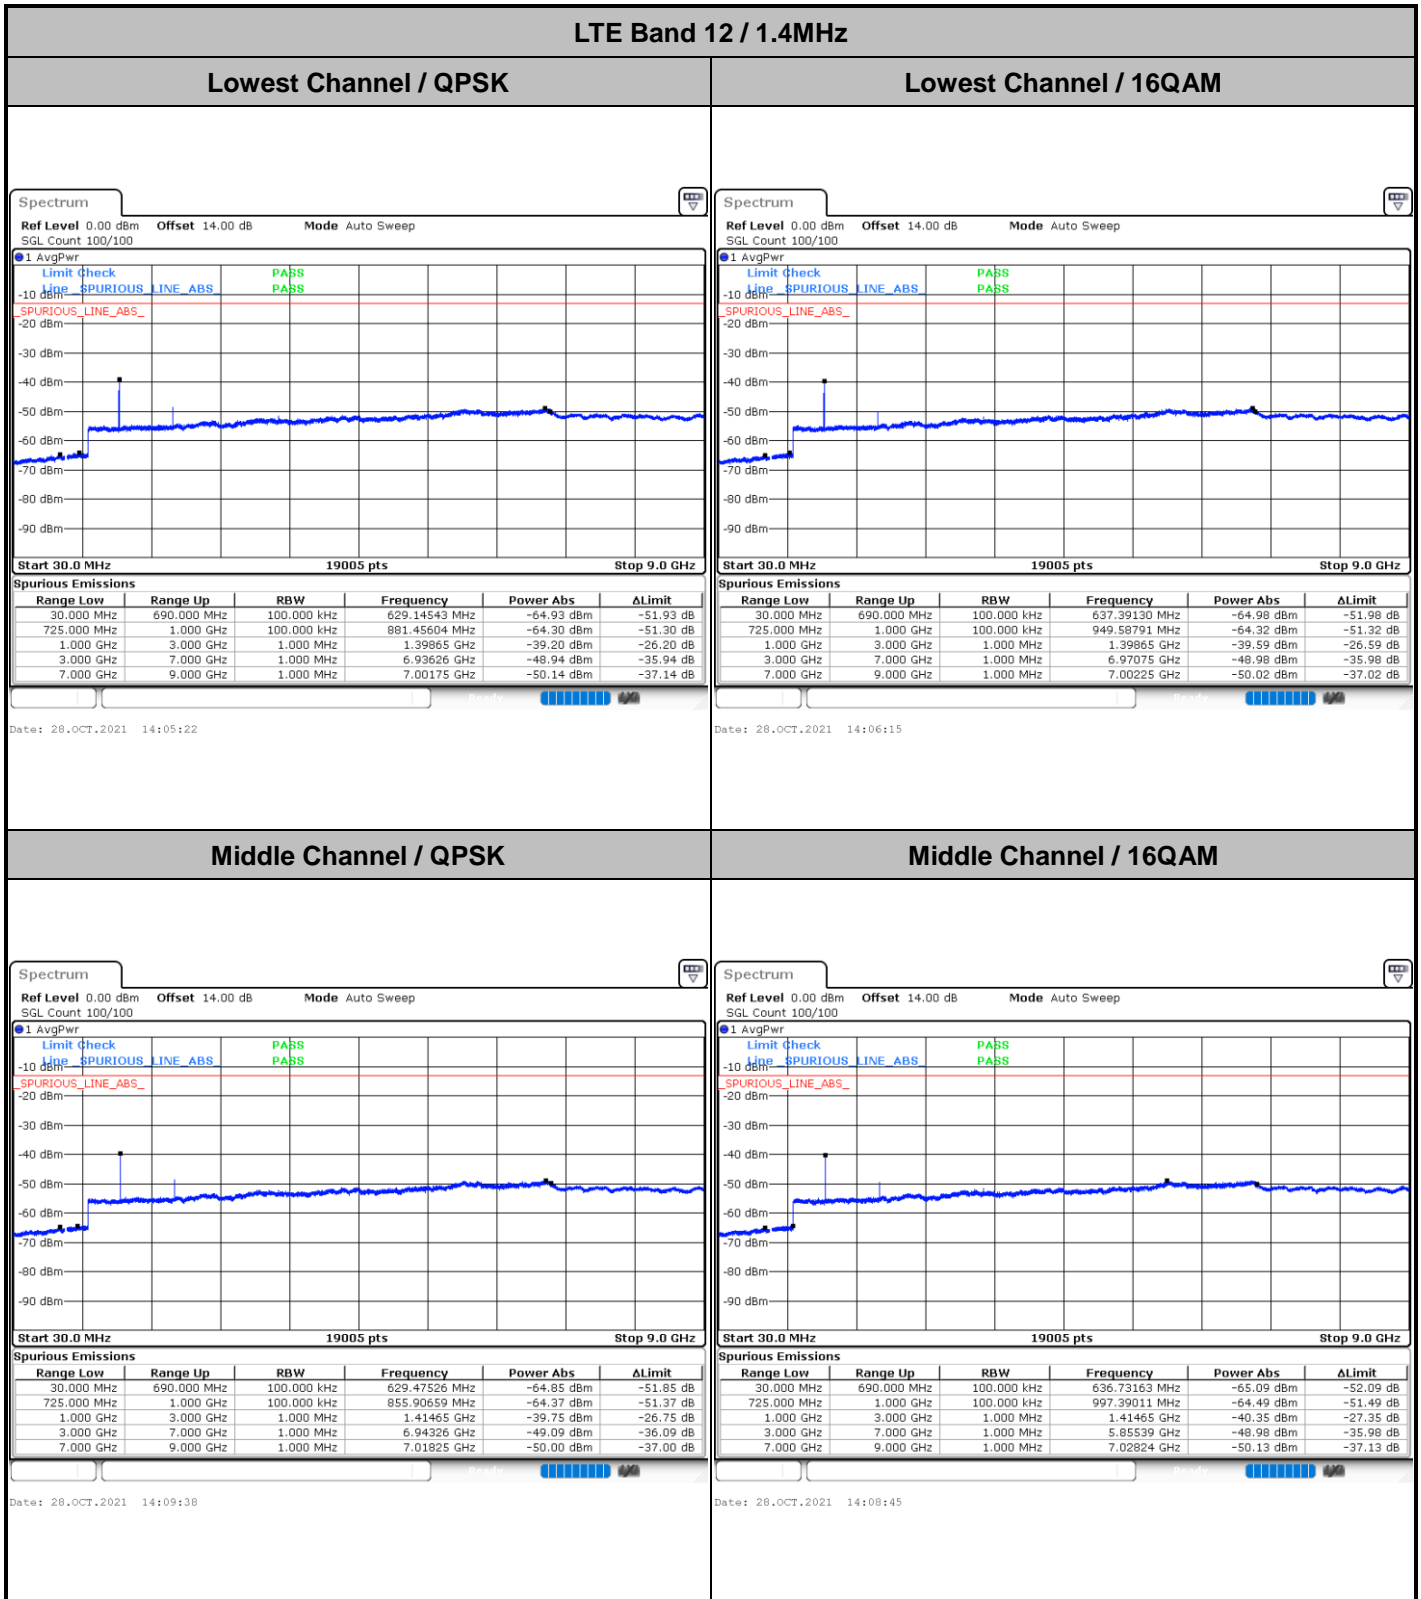 LTE Band 12 / 1.4MHz
Lowest Channel / QPSK
Lowest Channel / 16QAM
Spectrum
Ref Level 0.00 dBm Offset 14.00 dB Mode Auto Sweep
SGL Count 100/100
1 AvgPwr
Limit Check PASS
Line _SPURIOUS_LINE_ABS_ PASS
-10 dBm
_SPURIOUS_LINE_ABS_
-20 dBm
-30 dBm
-40 dBm
-50 dBm
-60 dBm
-70 dBm
-80 dBm
-90 dBm
Start 30.0 MHz 19005 pts Stop 9.0 GHz
Spurious Emissions
Range Low Range Up RBW Frequency Power Abs ΔLimit
30.000 MHz 690.000 MHz 100.000 kHz 629.14543 MHz -64.93 dBm -51.93 dB
725.000 MHz 1.000 GHz 100.000 kHz 881.45604 MHz -64.30 dBm -51.30 dB
1.000 GHz 3.000 GHz 1.000 MHz 1.39865 GHz -39.20 dBm -26.20 dB
3.000 GHz 7.000 GHz 1.000 MHz 6.93626 GHz -48.94 dBm -35.94 dB
7.000 GHz 9.000 GHz 1.000 MHz 7.00175 GHz -50.14 dBm -37.14 dB
Date: 28.OCT.2021 14:05:22
Spectrum
Ref Level 0.00 dBm Offset 14.00 dB Mode Auto Sweep
SGL Count 100/100
1 AvgPwr
Limit Check PASS
Line _SPURIOUS_LINE_ABS_ PASS
-10 dBm
_SPURIOUS_LINE_ABS_
-20 dBm
-30 dBm
-40 dBm
-50 dBm
-60 dBm
-70 dBm
-80 dBm
-90 dBm
Start 30.0 MHz 19005 pts Stop 9.0 GHz
Spurious Emissions
Range Low Range Up RBW Frequency Power Abs ΔLimit
30.000 MHz 690.000 MHz 100.000 kHz 637.39130 MHz -64.98 dBm -51.98 dB
725.000 MHz 1.000 GHz 100.000 kHz 949.58791 MHz -64.32 dBm -51.32 dB
1.000 GHz 3.000 GHz 1.000 MHz 1.39865 GHz -39.59 dBm -26.59 dB
3.000 GHz 7.000 GHz 1.000 MHz 6.97075 GHz -48.98 dBm -35.98 dB
7.000 GHz 9.000 GHz 1.000 MHz 7.00225 GHz -50.02 dBm -37.02 dB
Date: 28.OCT.2021 14:06:15
Middle Channel / QPSK
Middle Channel / 16QAM
Spectrum
Ref Level 0.00 dBm Offset 14.00 dB Mode Auto Sweep
SGL Count 100/100
1 AvgPwr
Limit Check PASS
Line _SPURIOUS_LINE_ABS_ PASS
-10 dBm
_SPURIOUS_LINE_ABS_
-20 dBm
-30 dBm
-40 dBm
-50 dBm
-60 dBm
-70 dBm
-80 dBm
-90 dBm
Start 30.0 MHz 19005 pts Stop 9.0 GHz
Spurious Emissions
Range Low Range Up RBW Frequency Power Abs ΔLimit
30.000 MHz 690.000 MHz 100.000 kHz 629.47526 MHz -64.85 dBm -51.85 dB
725.000 MHz 1.000 GHz 100.000 kHz 855.90659 MHz -64.37 dBm -51.37 dB
1.000 GHz 3.000 GHz 1.000 MHz 1.41465 GHz -39.75 dBm -26.75 dB
3.000 GHz 7.000 GHz 1.000 MHz 6.94326 GHz -49.09 dBm -36.09 dB
7.000 GHz 9.000 GHz 1.000 MHz 7.01825 GHz -50.00 dBm -37.00 dB
Date: 28.OCT.2021 14:09:38
Spectrum
Ref Level 0.00 dBm Offset 14.00 dB Mode Auto Sweep
SGL Count 100/100
1 AvgPwr
Limit Check PASS
Line _SPURIOUS_LINE_ABS_ PASS
-10 dBm
_SPURIOUS_LINE_ABS_
-20 dBm
-30 dBm
-40 dBm
-50 dBm
-60 dBm
-70 dBm
-80 dBm
-90 dBm
Start 30.0 MHz 19005 pts Stop 9.0 GHz
Spurious Emissions
Range Low Range Up RBW Frequency Power Abs ΔLimit
30.000 MHz 690.000 MHz 100.000 kHz 636.73163 MHz -65.09 dBm -52.09 dB
725.000 MHz 1.000 GHz 100.000 kHz 997.39011 MHz -64.49 dBm -51.49 dB
1.000 GHz 3.000 GHz 1.000 MHz 1.41465 GHz -40.35 dBm -27.35 dB
3.000 GHz 7.000 GHz 1.000 MHz 5.85539 GHz -48.98 dBm -35.98 dB
7.000 GHz 9.000 GHz 1.000 MHz 7.02824 GHz -50.13 dBm -37.13 dB
Date: 28.OCT.2021 14:08:45